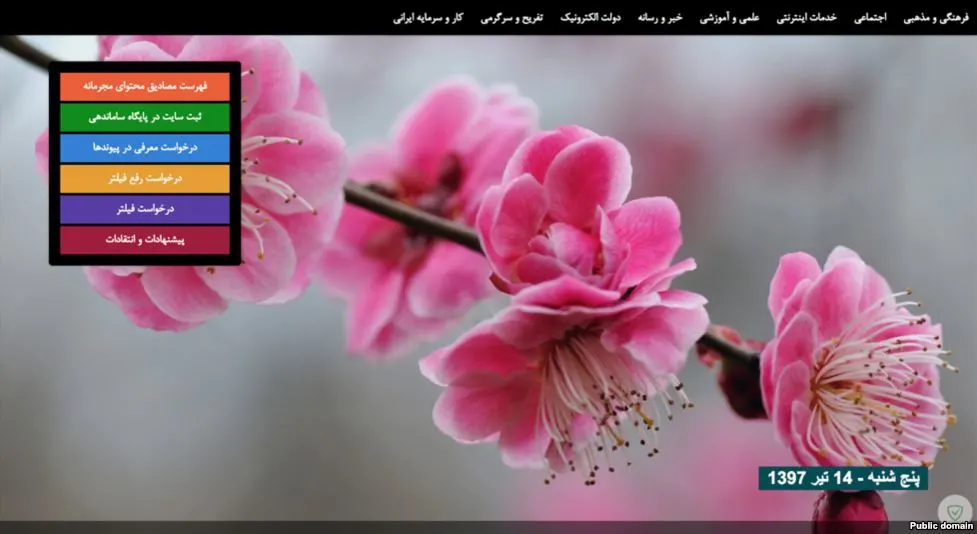 فرهنگی و مذهبی اجتماعی خدمات اینترنتی علمی و آموزشی خبر و رسانه دولت الکترونیک تفریح و سرگرمی کار و سرمایه ایرانی
فهرست مصادیق محتوای مجرمانه
ثبت سایت در پایگاه ساماندهی
درخواست معرفی در پیوندها
درخواست رفع فیلتر
درخواست فیلتر
پیشنهادات و انتقادات
پنج شنبه - 14 تیر 1397
Public domain